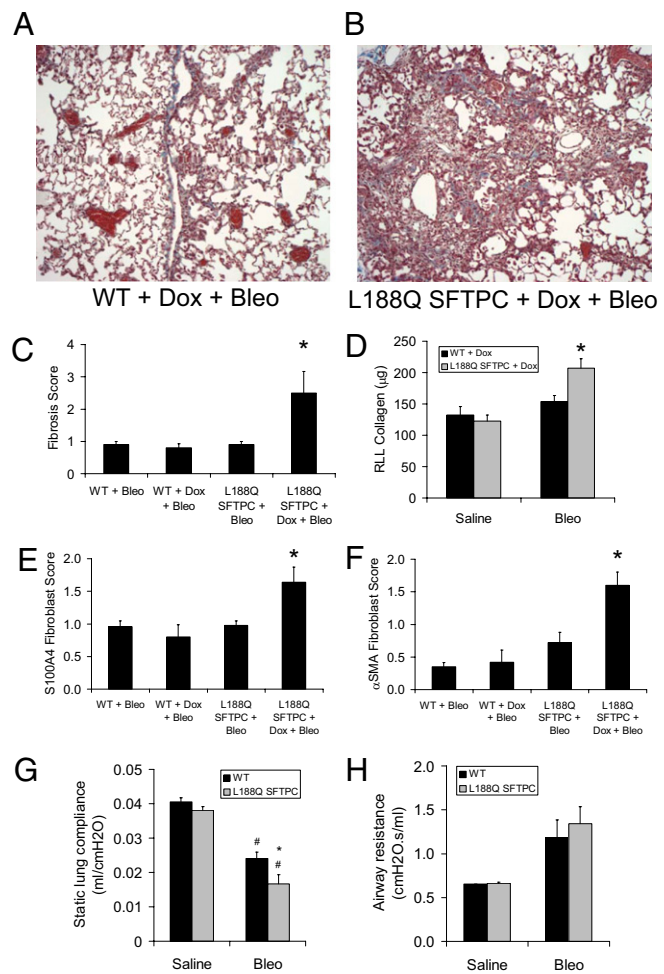 A
B
WT + Dox + Bleo
L188Q SFTPC + Dox + Bleo
C
Fibrosis Score
4
3
2
1
0
WT + Bleo
WT + Dox
+ Bleo
L188Q
SFTPC +
Bleo
L188Q
SFTPC +
Dox + Bleo
*
D
RLL Collagen (μg)
250
200
150
100
50
0
WT + Dox
L188Q SFTPC + Dox
*
Saline
Bleo
E
S100A4 Fibroblast Score
2.0
1.5
1.0
0.5
0.0
*
WT + Bleo
WT + Dox
+ Bleo
L188Q
SFTPC +
Bleo
L188Q
SFTPC +
Dox + Bleo
F
αSMA Fibroblast Score
2.0
1.5
1.0
0.5
0.0
*
WT + Bleo
WT + Dox
+ Bleo
L188Q
SFTPC +
Bleo
L188Q
SFTPC +
Dox + Bleo
G
Static lung compliance
(ml/cmH2O)
0.05
0.04
0.03
0.02
0.01
0
WT
L188Q SFTPC
#
*
#
Saline
Bleo
H
Airway resistance
(cmH2O.s/ml)
2.0
1.5
1.0
0.5
0.0
WT
L188Q SFTPC
Saline
Bleo